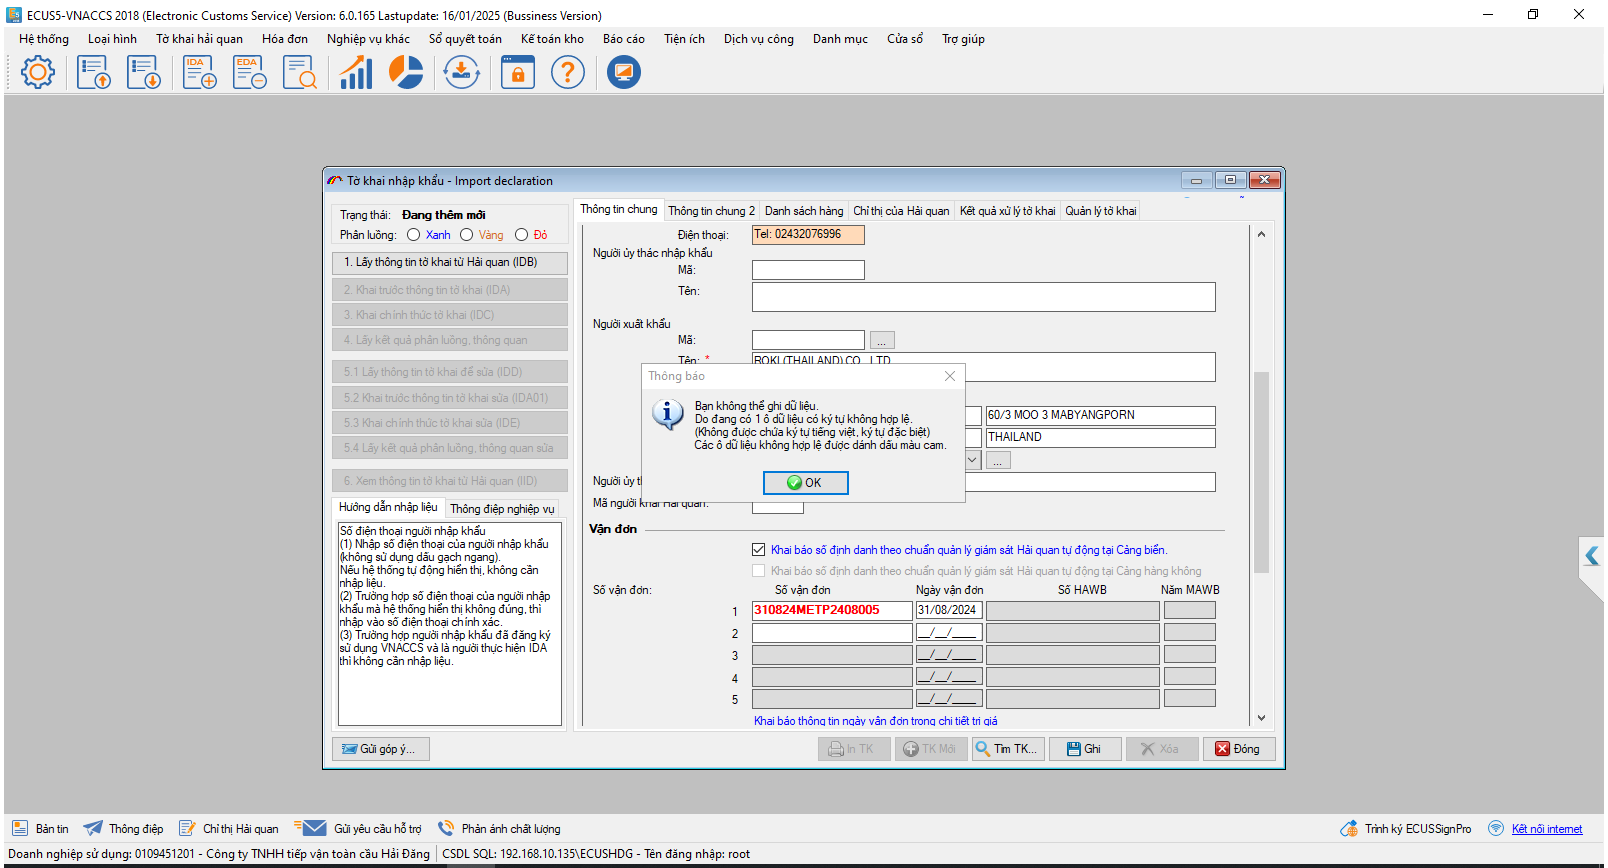 ECUS5-VNACCS 2018 (Electronic Customs Service) Version: 6.0.165 Lastupdate: 16/01/2025 (Bussiness Version)
Hệ thống Loại hình Tờ khai hải quan Hóa đơn Nghiệp vụ khác Sổ quyết toán Kế toán kho Báo cáo Tiện ích Dịch vụ công Danh mục Cửa sổ Trợ giúp
IDA EDA
Tờ khai nhập khẩu - Import declaration
Trạng thái: Đang thêm mới
Phân luồng: Xanh Vàng Đỏ
1. Lấy thông tin tờ khai từ Hải quan (IDB)
2. Khai trước thông tin tờ khai (IDA)
3. Khai chính thức tờ khai (IDC)
4. Lấy kết quả phân luồng, thông quan
5.1 Lấy thông tin tờ khai để sửa (IDD)
5.2 Khai trước thông tin tờ khai sửa (IDA01)
5.3 Khai chính thức tờ khai sửa (IDE)
5.4 Lấy kết quả phân luồng, thông quan sửa
6. Xem thông tin tờ khai từ Hải quan (IID)
Hướng dẫn nhập liệu Thông điệp nghiệp vụ
Số điện thoại người nhập khẩu
(1) Nhập số điện thoại của người nhập khẩu
(không sử dụng dấu gạch ngang).
Nếu hệ thống tự động hiển thị, không cần
nhập liệu.
(2) Trường hợp số điện thoại của người nhập
khẩu mà hệ thống hiển thị không đúng, thì
nhập vào số điện thoại chính xác.
(3) Trường hợp người nhập khẩu đã đăng ký
sử dụng VNACCS và là người thực hiện IDA
thì không cần nhập liệu.
Gửi góp ý...
Thông tin chung Thông tin chung 2 Danh sách hàng Chỉ thị của Hải quan Kết quả xử lý tờ khai Quản lý tờ khai
Điện thoại: Tel: 02432076996
Người ủy thác nhập khẩu
Mã:
Tên:
Người xuất khẩu
Mã: ...
Tên: * ROKI (THAILAND) CO., LTD
60/3 MOO 3 MABYANGPORN
THAILAND
...
Người ủy th
Mã người khai Hải quan:
Thông báo
Bạn không thể ghi dữ liệu.
Do đang có 1 ô dữ liệu có ký tự không hợp lệ.
(Không được chứa ký tự tiếng việt, ký tự đặc biệt)
Các ô dữ liệu không hợp lệ được đánh dấu màu cam.
OK
Vận đơn
Khai báo số định danh theo chuẩn quản lý giám sát Hải quan tự động tại Cảng biển.
Khai báo số định danh theo chuẩn quản lý giám sát Hải quan tự động tại Cảng hàng không
Số vận đơn: Số vận đơn Ngày vận đơn Số HAWB Năm MAWB
1 310824METP2408005 31/08/2024
2 __/__/____
3 __/__/____
4 __/__/____
5 __/__/____
Khai báo thông tin ngày vận đơn trong chi tiết trị giá
In TK TK Mới Tìm TK... Ghi Xóa Đóng
Bản tin Thông điệp Chỉ thị Hải quan Gửi yêu cầu hỗ trợ Phản ánh chất lượng Trình ký ECUSSignPro Kết nối internet
Doanh nghiệp sử dụng: 0109451201 - Công ty TNHH tiếp vận toàn cầu Hải Đăng CSDL SQL: 192.168.10.135\ECUSHDG - Tên đăng nhập: root